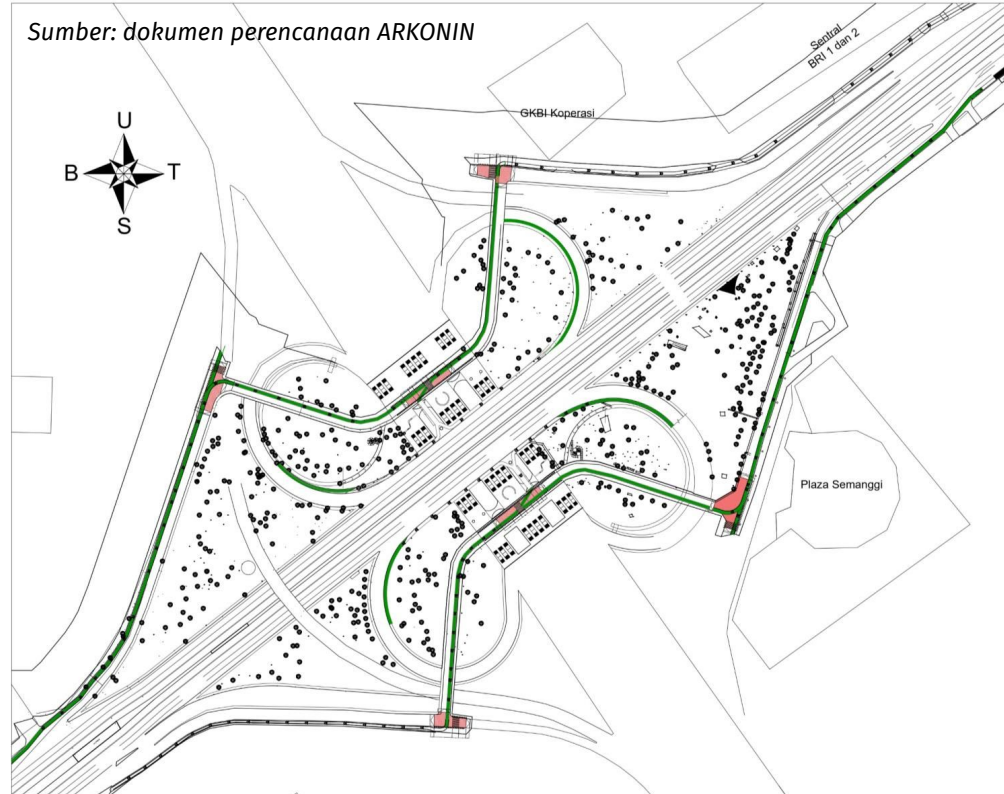 Sumber: dokumen perencanaan ARKONIN
Sentral
BRI 1 dan 2
GKBI Koperasi
U
B T
S
Plaza Semanggi